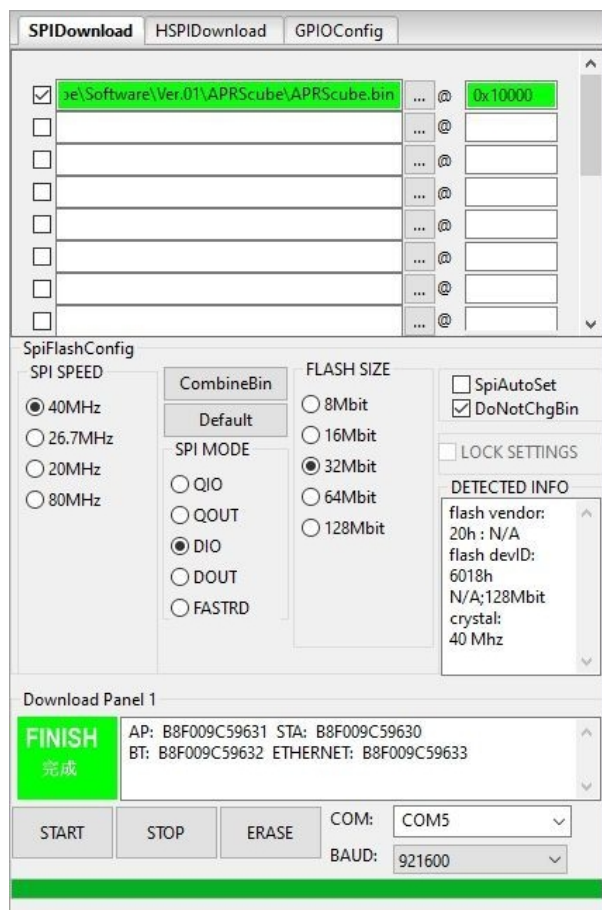 SPIDownload HSPIDownload GPIOConfig
ɔe\Software\Ver.01\APRScube\APRScube.bin ... @ 0x10000
... @
... @
... @
... @
... @
... @
... @
SpiFlashConfig
SPI SPEED
40MHz
26.7MHz
20MHz
80MHz
CombineBin
Default
SPI MODE
QIO
QOUT
DIO
DOUT
FASTRD
FLASH SIZE
8Mbit
16Mbit
32Mbit
64Mbit
128Mbit
SpiAutoSet
DoNotChgBin
LOCK SETTINGS
DETECTED INFO
flash vendor:
20h : N/A
flash devID:
6018h
N/A;128Mbit
crystal:
40 Mhz
Download Panel 1
FINISH
完成
AP: B8F009C59631 STA: B8F009C59630
BT: B8F009C59632 ETHERNET: B8F009C59633
START STOP ERASE
COM: COM5
BAUD: 921600